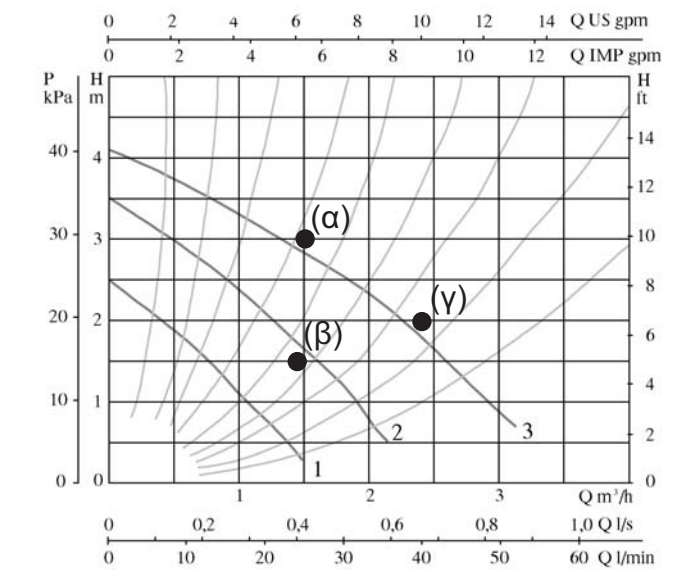 0 2 4 6 8 10 12 14 Q US gpm
0 2 4 6 8 10 12 Q IMP gpm
P H H
kPa m ft
14
40 4
12
(α)
30 3 10
(γ)
8
20 2
(β) 6
10 1 4
2 3 2
1
0 0 0
1 2 3 Q m³/h
0 0,2 0,4 0,6 0,8 1,0 Q l/s
0 10 20 30 40 50 60 Q l/min